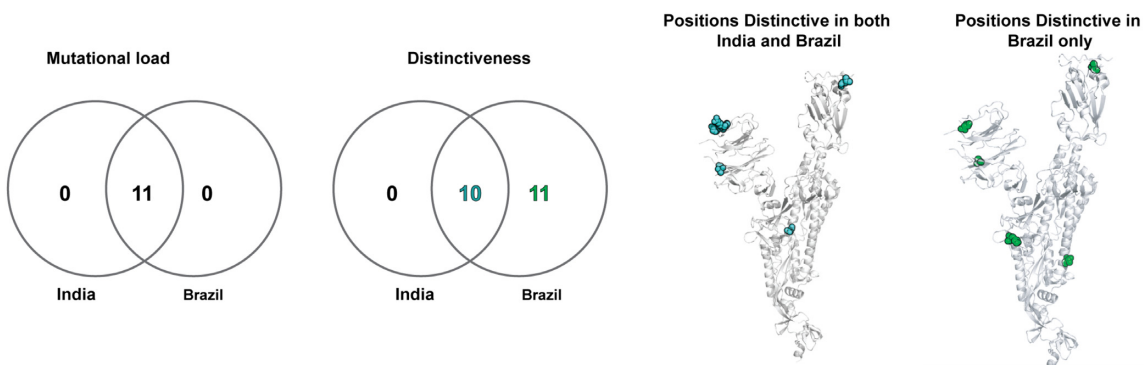 Mutational load
0
11
0
India
Brazil
Distinctiveness
0
10
11
India
Brazil
Positions Distinctive in both
India and Brazil
Positions Distinctive in
Brazil only